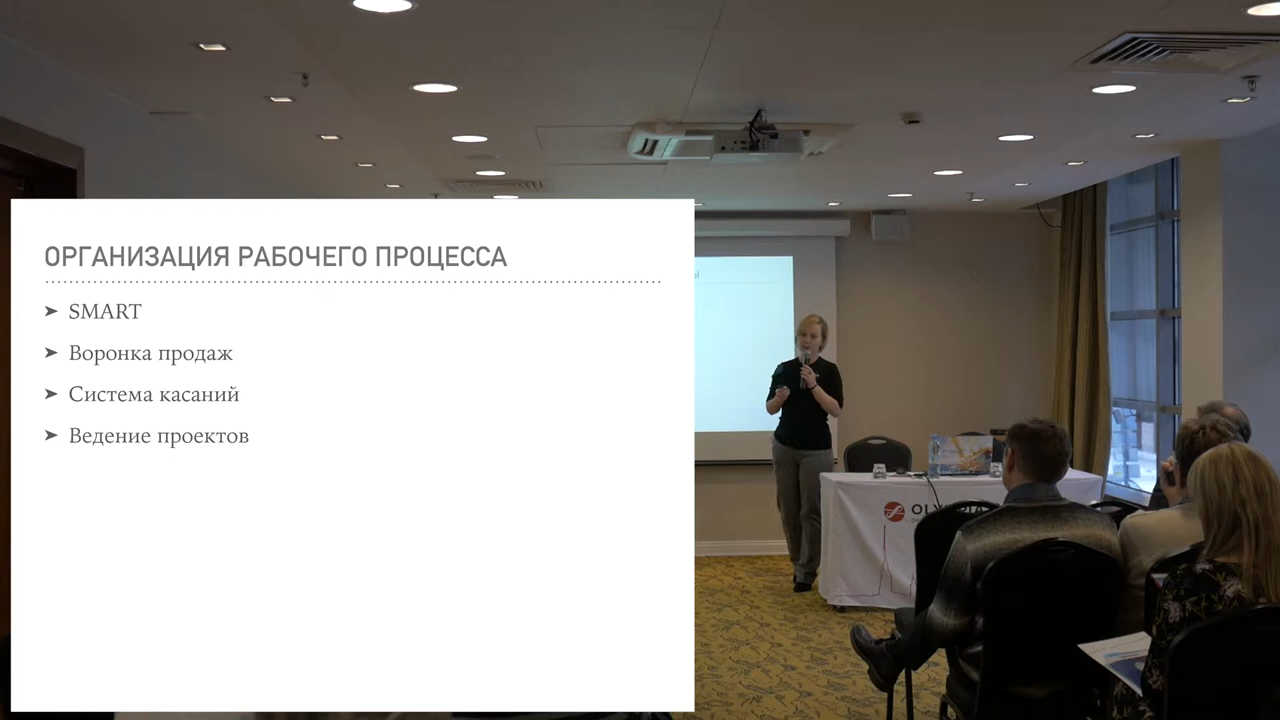 ОРГАНИЗАЦИЯ РАБОЧЕГО ПРОЦЕССА
➤ SMART
➤ Воронка продаж
➤ Система касаний
➤ Ведение проектов